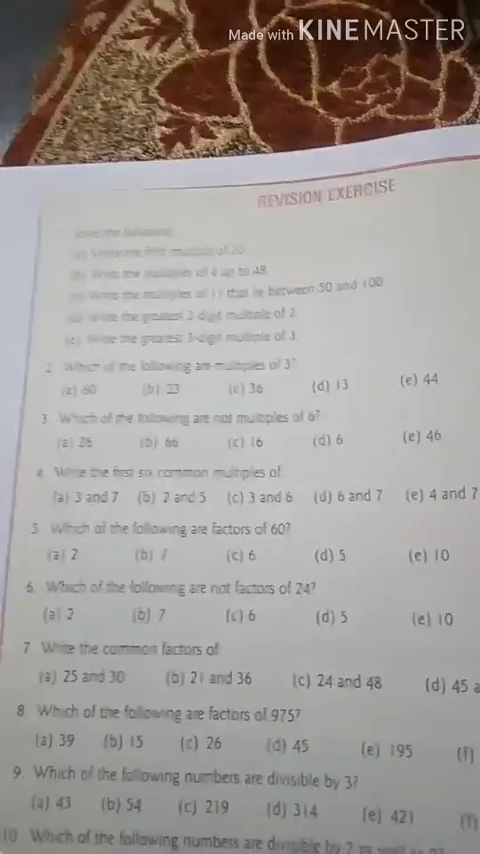 Made with KINEMASTER
REVISION EXERCISE
(a) Write the fifth multiple of 20
(b) Write the multiples of 4 up to 48
(c) Write the multiples of 11 that lie between 50 and 100
(d) Write the greatest 2 digit multiple of 2
(e) Write the greatest 3-digit multiple of 3.
2 Which of the following are multiples of 3?
(a) 60 (b) 23 (c) 36 (d) 13 (e) 44
3 Which of the following are not multiples of 6?
(a) 26 (b) 66 (c) 16 (d) 6 (e) 46
4 Write the first six common multiples of
(a) 3 and 7 (b) 2 and 5 (c) 3 and 6 (d) 6 and 7 (e) 4 and 7
5 Which of the following are factors of 60?
(a) 2 (b) 7 (c) 6 (d) 5 (e) 10
6. Which of the following are not factors of 24?
(a) 2 (b) 7 (c) 6 (d) 5 (e) 10
7 Write the common factors of
(a) 25 and 30 (b) 21 and 36 (c) 24 and 48 (d) 45 a
8 Which of the following are factors of 975?
(a) 39 (b) 15 (c) 26 (d) 45 (e) 195 (f)
9. Which of the following numbers are divisible by 3?
(a) 43 (b) 54 (c) 219 (d) 314 (e) 421 (f)
10 Which of the following numbers are divisible by 2 as well